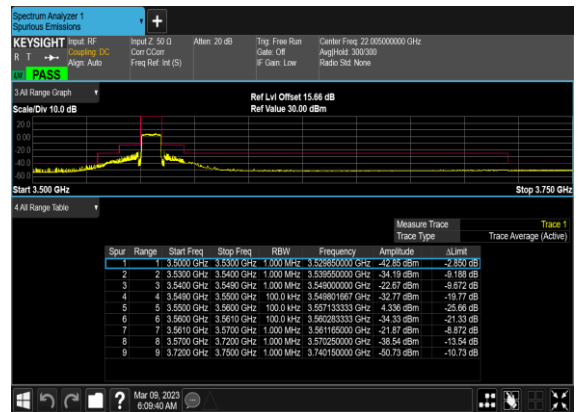 Spectrum Analyzer 1
Spurious Emissions
+
KEYSIGHT Input: RF Input Z: 50 Ω Atten: 20 dB Trig: Free Run Center Freq: 22.005000000 GHz
R T Coupling: DC Corr CCorr Gate: Off Avg|Hold: 300/300
Align: Auto Freq Ref: Int (S) IF Gain: Low Radio Std: None
PASS
3 All Range Graph
Ref Lvl Offset 15.66 dB
Scale/Div 10.0 dB Ref Value 30.00 dBm
20.0
0.00
-20.0
-40.0
-60.0
Start 3.500 GHz Stop 3.750 GHz
4 All Range Table
Measure Trace Trace 1
Trace Type Trace Average (Active)
Spur Range Start Freq Stop Freq RBW Frequency Amplitude ΔLimit
1 1 3.5000 GHz 3.5300 GHz 1.000 MHz 3.529850000 GHz -42.85 dBm -2.850 dB
2 2 3.5300 GHz 3.5400 GHz 1.000 MHz 3.539550000 GHz -34.19 dBm -9.188 dB
3 3 3.5400 GHz 3.5490 GHz 1.000 MHz 3.549000000 GHz -22.67 dBm -9.672 dB
4 4 3.5490 GHz 3.5500 GHz 100.0 kHz 3.549801667 GHz -32.77 dBm -19.77 dB
5 5 3.5500 GHz 3.5600 GHz 100.0 kHz 3.557133333 GHz 4.336 dBm -25.66 dB
6 6 3.5600 GHz 3.5610 GHz 100.0 kHz 3.560283333 GHz -34.33 dBm -21.33 dB
7 7 3.5610 GHz 3.5700 GHz 1.000 MHz 3.561165000 GHz -21.87 dBm -8.872 dB
8 8 3.5700 GHz 3.7200 GHz 1.000 MHz 3.570250000 GHz -38.54 dBm -13.54 dB
9 9 3.7200 GHz 3.7500 GHz 1.000 MHz 3.740150000 GHz -50.73 dBm -10.73 dB
? Mar 09, 2023
6:09:40 AM